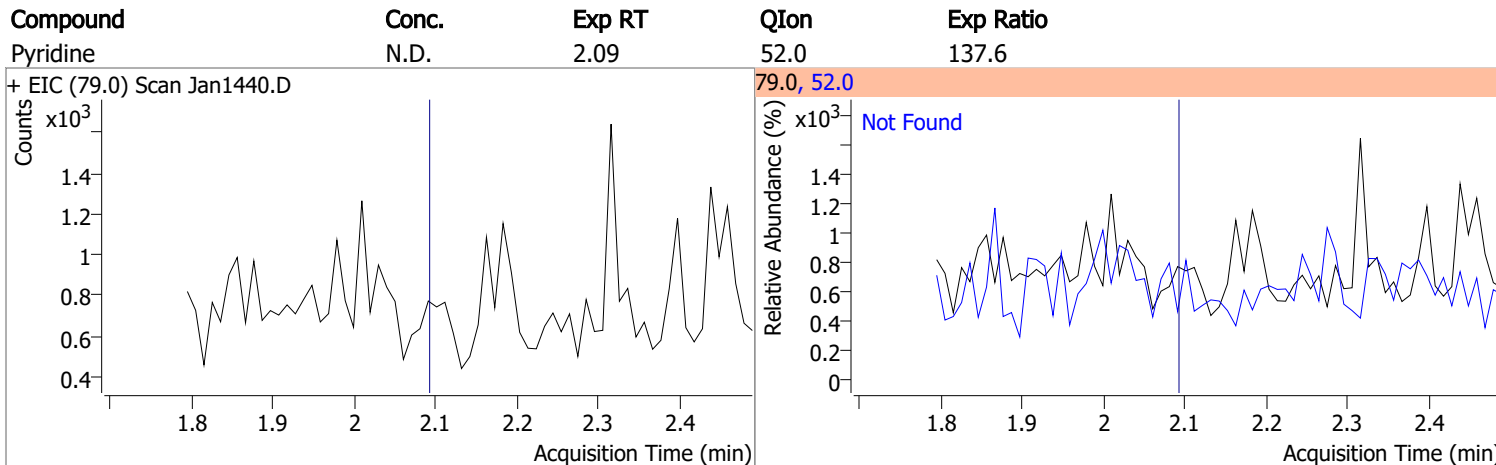 Compound Conc. Exp RT QIon Exp Ratio
Pyridine N.D. 2.09 52.0 137.6
+ EIC (79.0) Scan Jan1440.D
Counts
x10³
1.4
1.2
1
0.8
0.6
0.4
1.8 1.9 2 2.1 2.2 2.3 2.4
Acquisition Time (min)
79.0, 52.0
Relative Abundance (%)
x10³
Not Found
1.4
1.2
1
0.8
0.6
0.4
0.2
0
1.8 1.9 2 2.1 2.2 2.3 2.4
Acquisition Time (min)